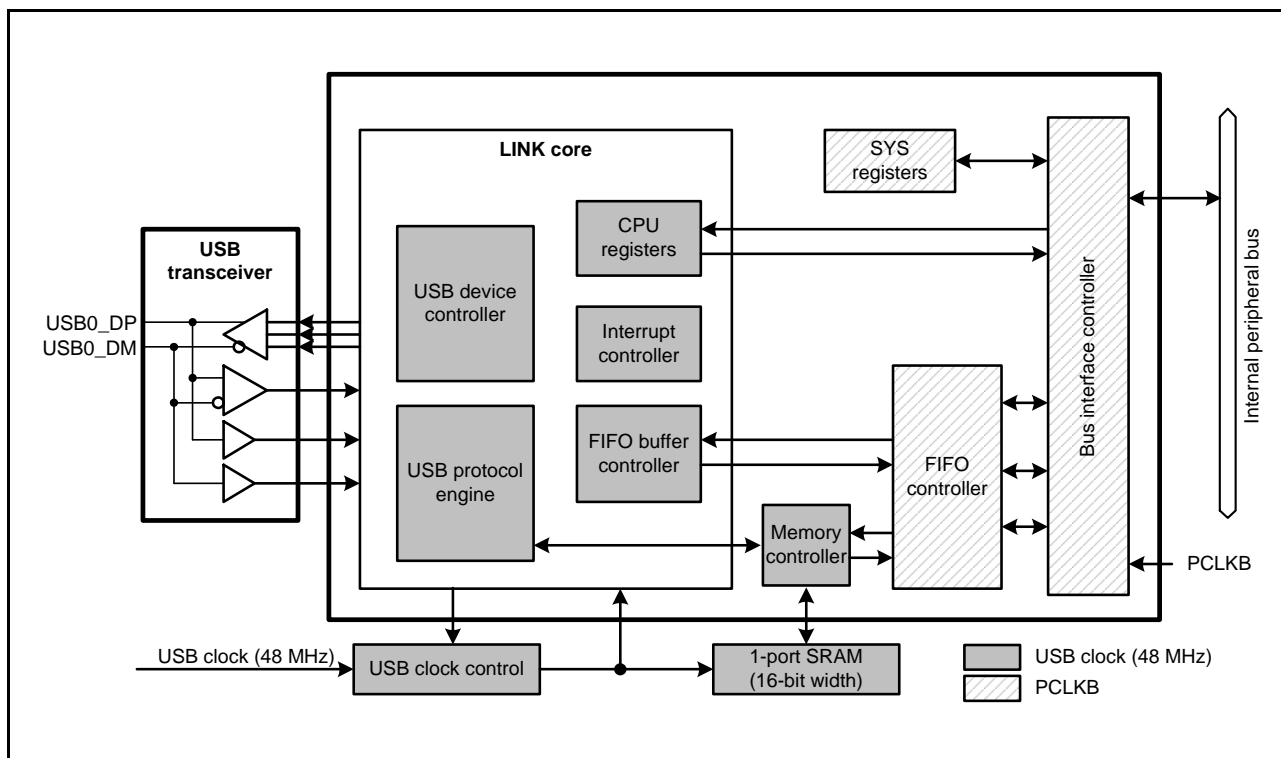 LINK core
SYS
registers
CPU
registers
USB
transceiver
USB device
controller
USB0_DP
USB0_DM
Interrupt
controller
Bus interface controller
Internal peripheral bus
USB protocol
engine
FIFO buffer
controller
FIFO
controller
Memory
controller
PCLKB
USB clock (48 MHz)
USB clock control
1-port SRAM
(16-bit width)
USB clock (48 MHz)
PCLKB